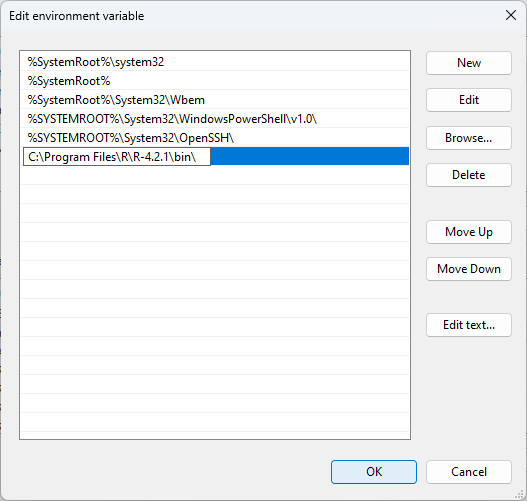 Edit environment variable
%SystemRoot%\system32
%SystemRoot%
%SystemRoot%\System32\Wbem
%SYSTEMROOT%\System32\WindowsPowerShell\v1.0\
%SYSTEMROOT%\System32\OpenSSH\
C:\Program Files\R\R-4.2.1\bin\
New
Edit
Browse...
Delete
Move Up
Move Down
Edit text...
OK
Cancel